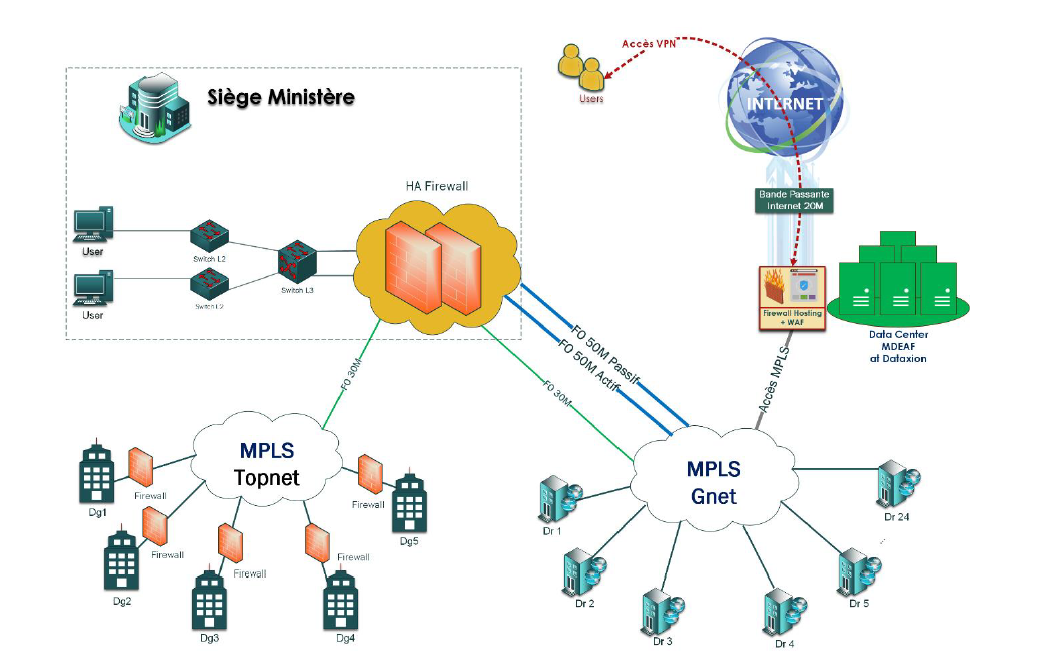 Accès VPN
Users
INTERNET
Siège Ministère
HA Firewall
Bande Passante
Internet 20M
User
Switch L2
Switch L3
User
Switch L2
Firewall Hosting
+ WAF
Data Center
MDEAF
at Dataxion
FO 50M Passif
FO 50M Actif
FO 30M
FO 30M
Accès MPLS
MPLS
Topnet
MPLS
Gnet
Firewall
Dg1
Firewall
Dg2
Firewall
Dg3
Firewall
Dg4
Firewall
Dg5
Dr 1
Dr 2
Dr 3
Dr 4
Dr 5
Dr 24